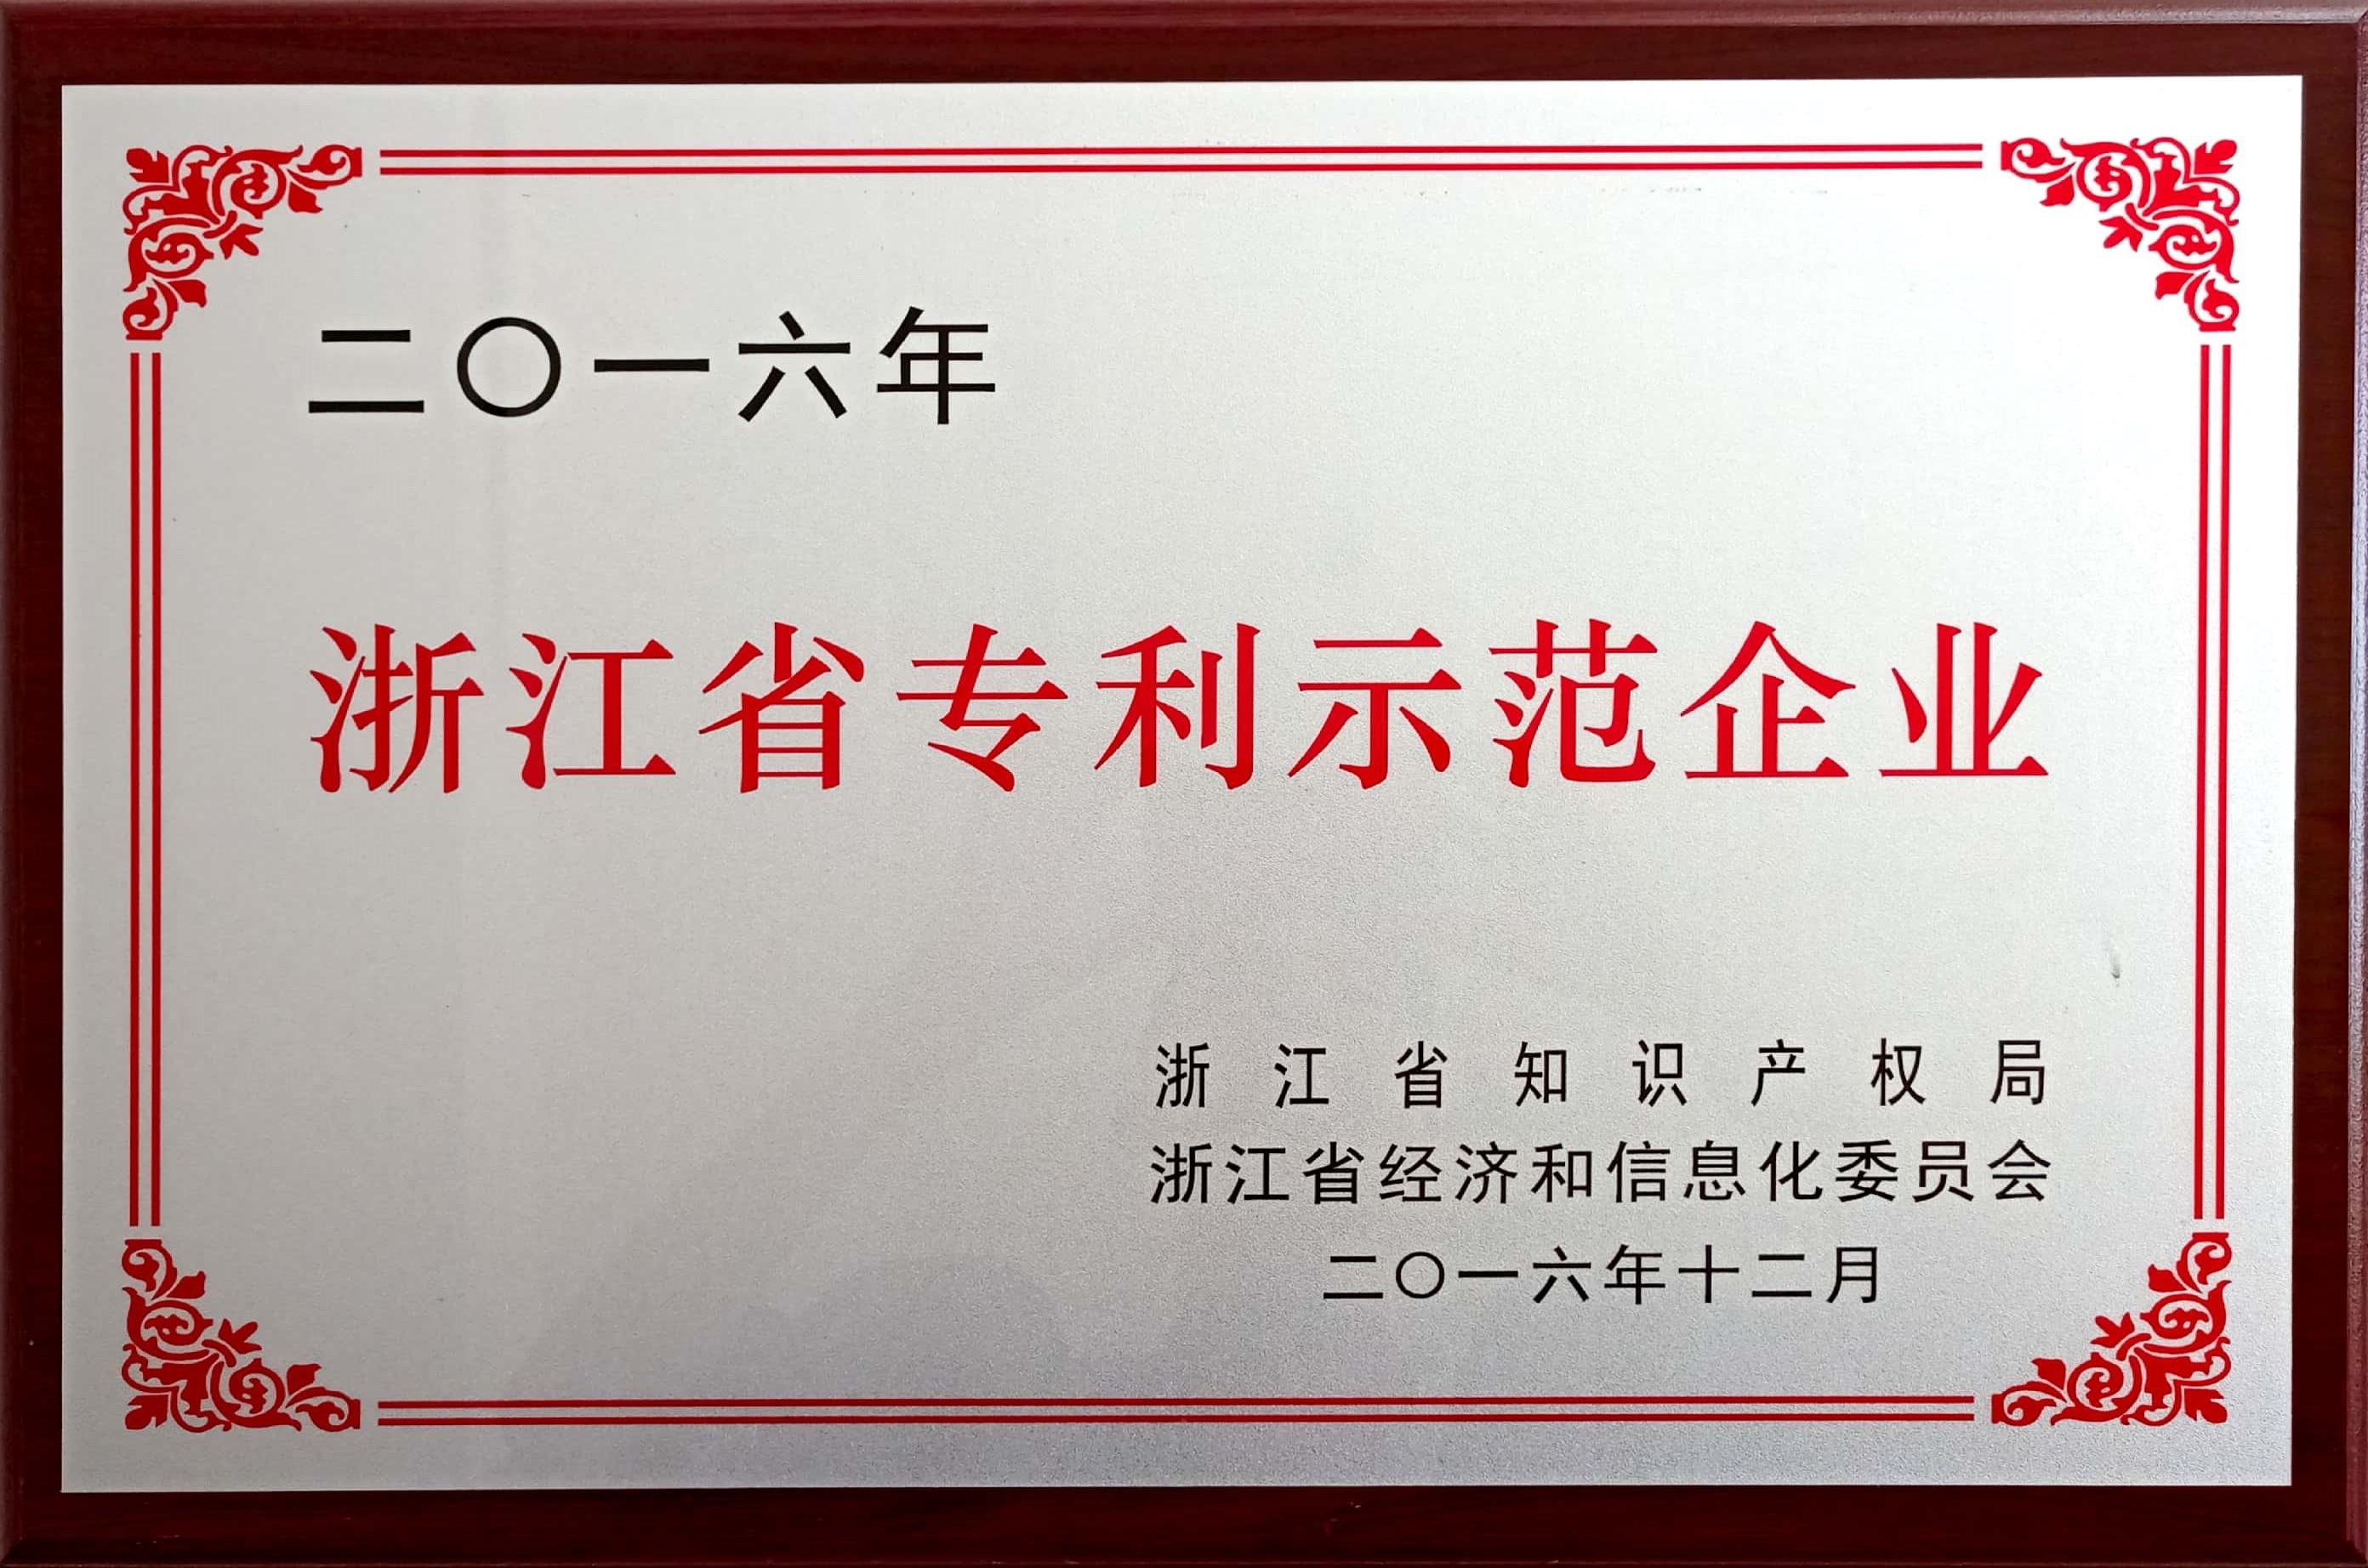 二〇一六年
浙江省专利示范企业
浙江省知识产权局
浙江省经济和信息化委员会
二〇一六年十二月